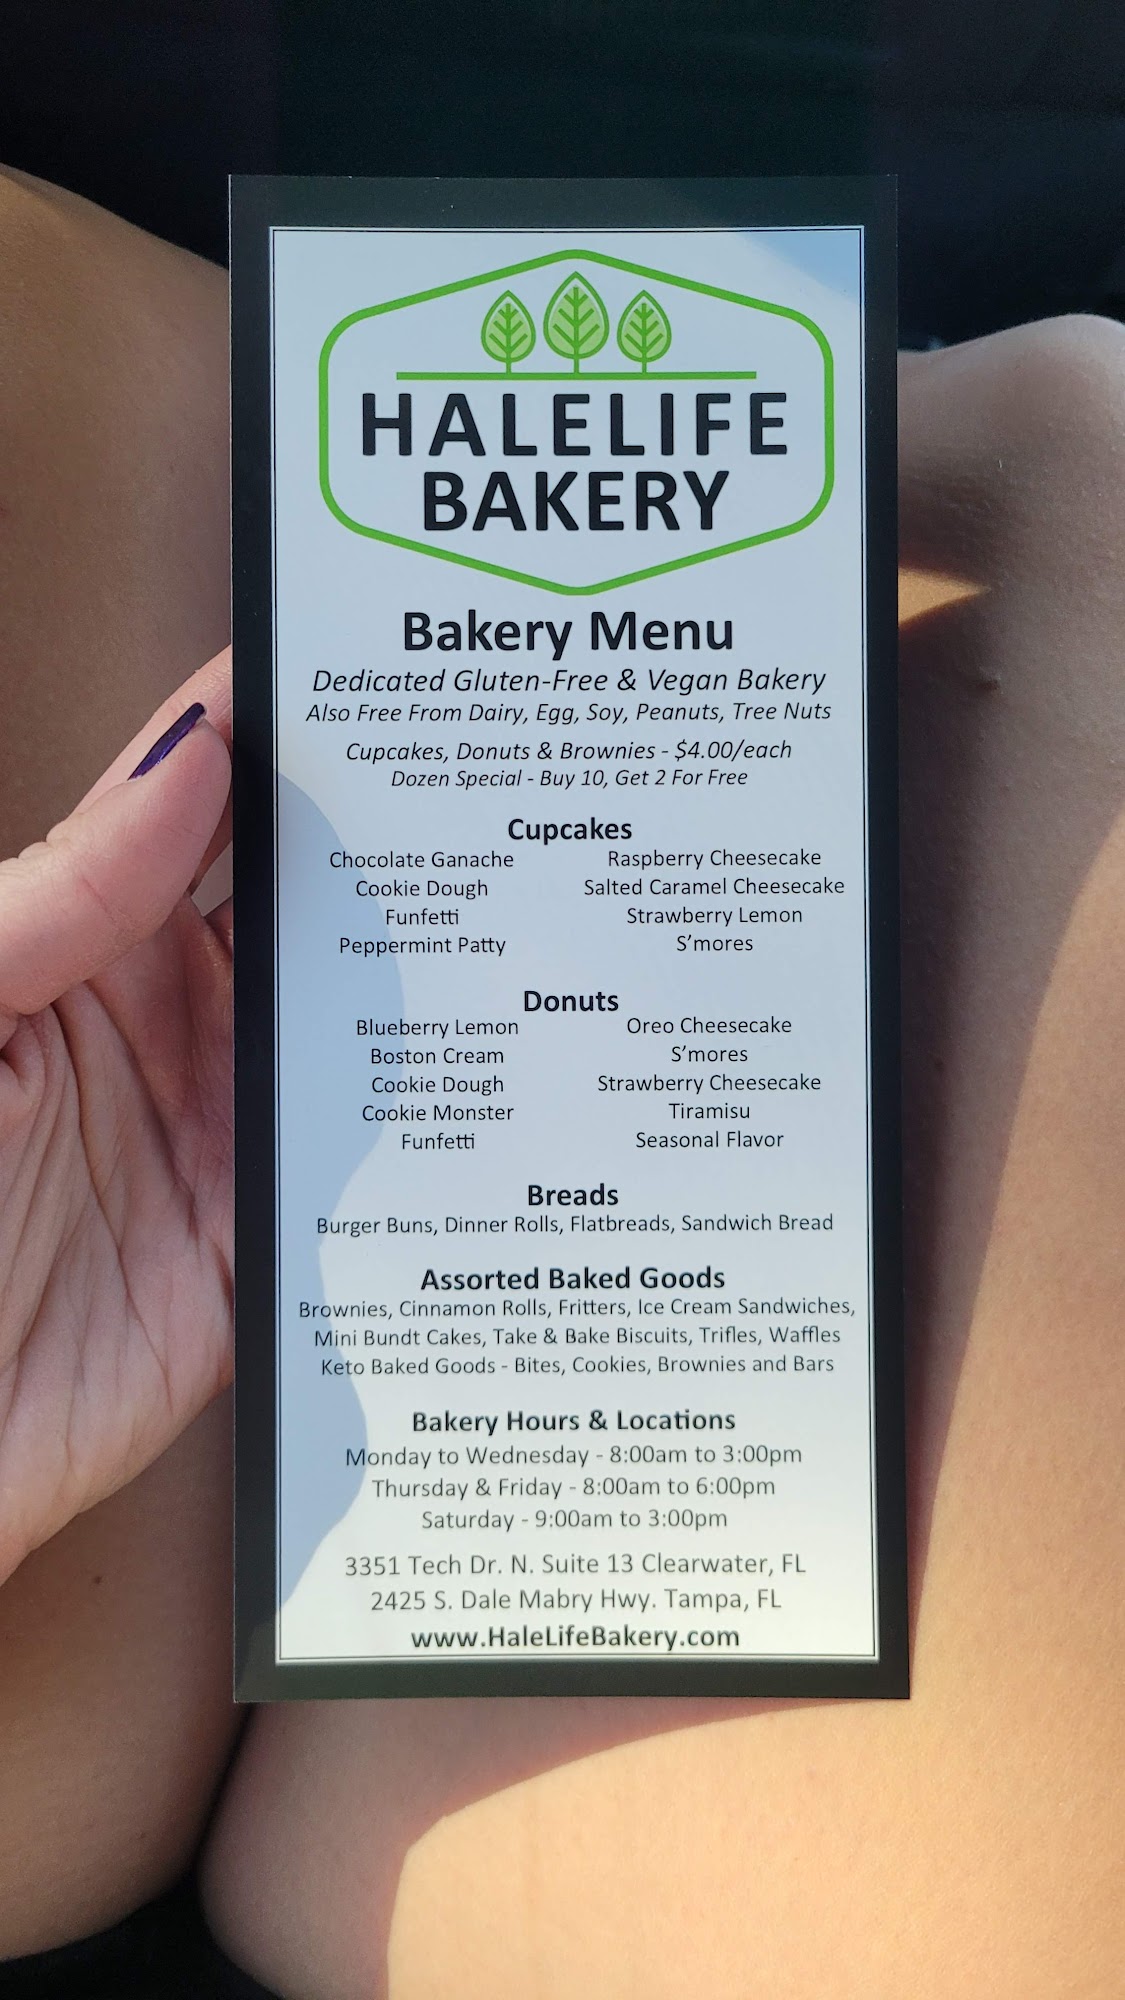 HALELIFE
BAKERY
Bakery Menu
Dedicated Gluten-Free & Vegan Bakery
Also Free From Dairy, Egg, Soy, Peanuts, Tree Nuts
Cupcakes, Donuts & Brownies - $4.00/each
Dozen Special - Buy 10, Get 2 For Free
Cupcakes
Chocolate Ganache
Cookie Dough
Funfetti
Peppermint Patty
Raspberry Cheesecake
Salted Caramel Cheesecake
Strawberry Lemon
S'mores
Donuts
Blueberry Lemon
Boston Cream
Cookie Dough
Cookie Monster
Funfetti
Oreo Cheesecake
S'mores
Strawberry Cheesecake
Tiramisu
Seasonal Flavor
Breads
Burger Buns, Dinner Rolls, Flatbreads, Sandwich Bread
Assorted Baked Goods
Brownies, Cinnamon Rolls, Fritters, Ice Cream Sandwiches,
Mini Bundt Cakes, Take & Bake Biscuits, Trifles, Waffles
Keto Baked Goods - Bites, Cookies, Brownies and Bars
Bakery Hours & Locations
Monday to Wednesday - 8:00am to 3:00pm
Thursday & Friday - 8:00am to 6:00pm
Saturday - 9:00am to 3:00pm
3351 Tech Dr. N. Suite 13 Clearwater, FL
2425 S. Dale Mabry Hwy. Tampa, FL
www.HaleLifeBakery.com